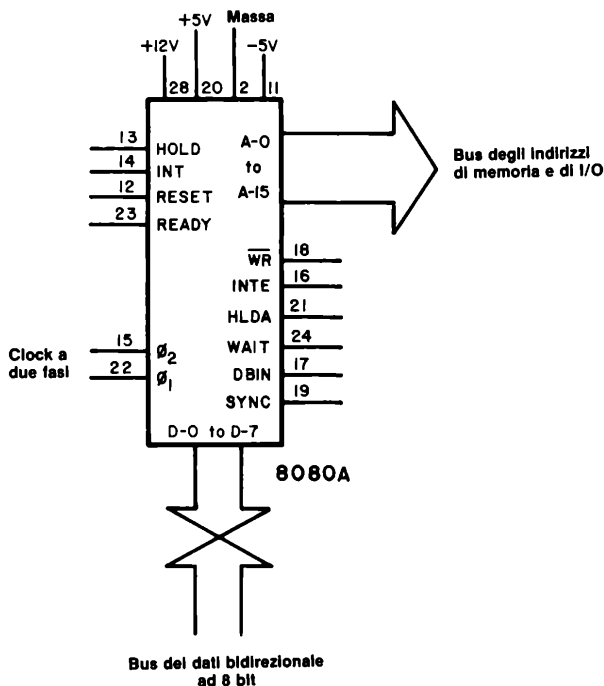 Massa
+5V
+12V
-5V
28 20 2 11
13 HOLD
14 INT
12 RESET
23 READY
A-0
to
A-15
Bus degli indirizzi
di memoria e di I/O
WR 18
INTE 16
HLDA 21
WAIT 24
DBIN 17
SYNC 19
Clock a
due fasi
15 Ø2
22 Ø1
D-0 to D-7
8080A
Bus dei dati bidirezionale
ad 8 bit